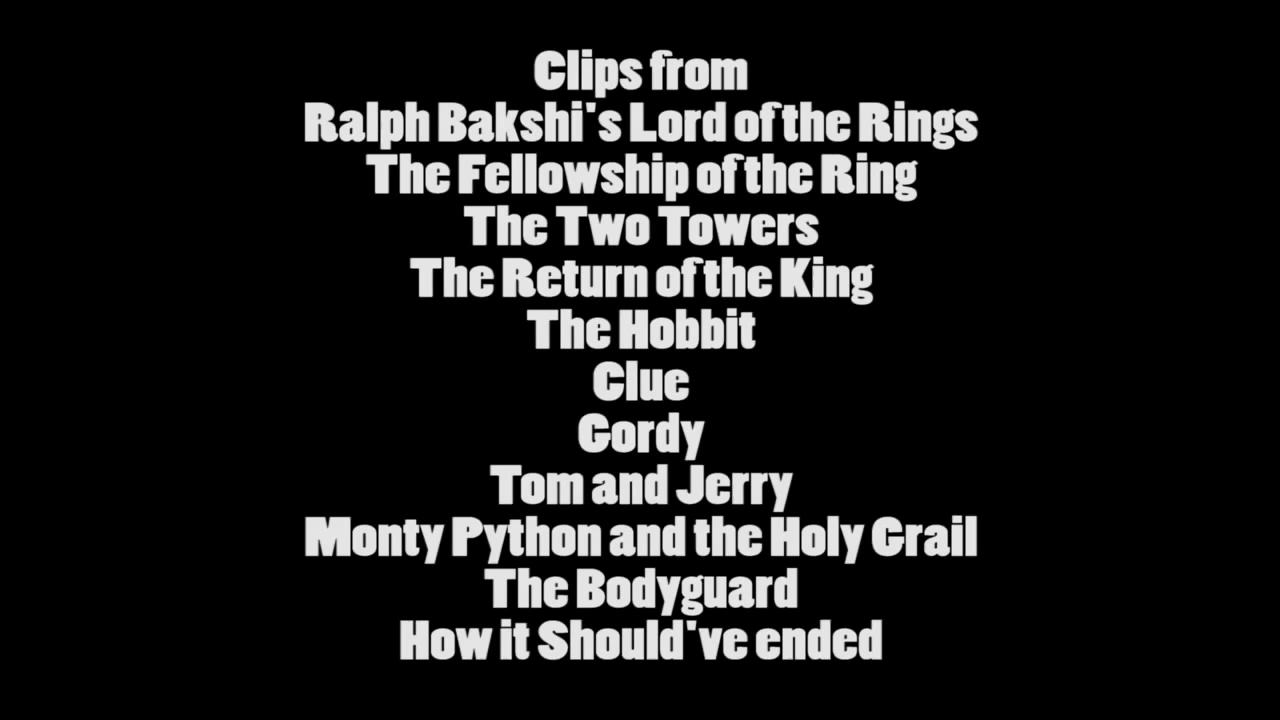 Clips from
Ralph Bakshi's Lord of the Rings
The Fellowship of the Ring
The Two Towers
The Return of the King
The Hobbit
Clue
Gordy
Tom and Jerry
Monty Python and the Holy Grail
The Bodyguard
How it Should've ended